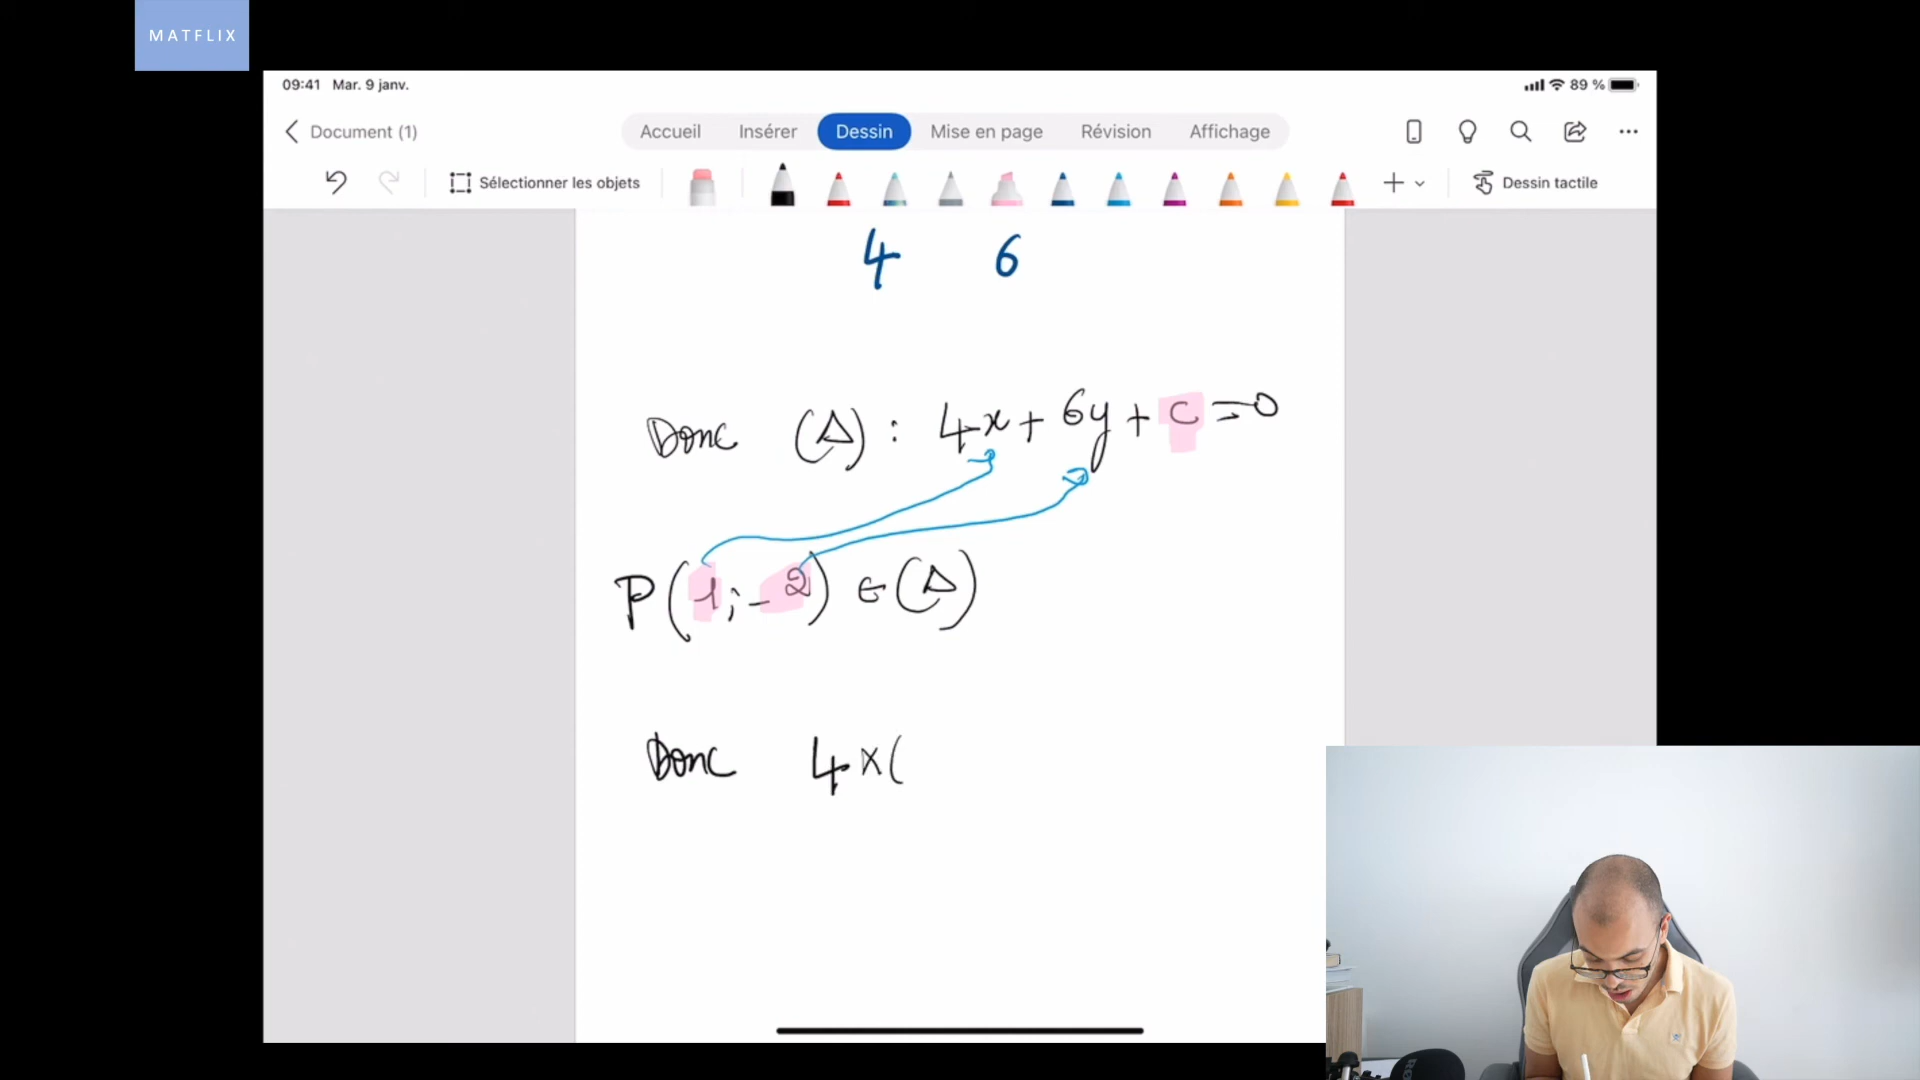 MATFLIX
09:41 Mar. 9 janv. 89 %
Document (1) Accueil Insérer Dessin Mise en page Révision Affichage
Sélectionner les objets Dessin tactile
4 6
Donc (Δ) : 4x + 6y + c = 0
P(1; -2) ∈ (Δ)
Donc 4×(